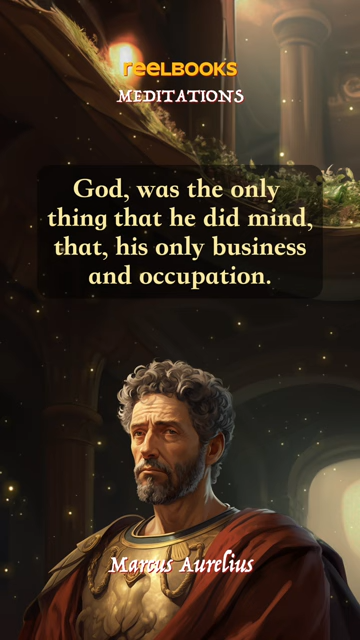 reelbooks
MEDITATIONS
God, was the only
thing that he did mind,
that, his only business
and occupation.
Marcus Aurelius